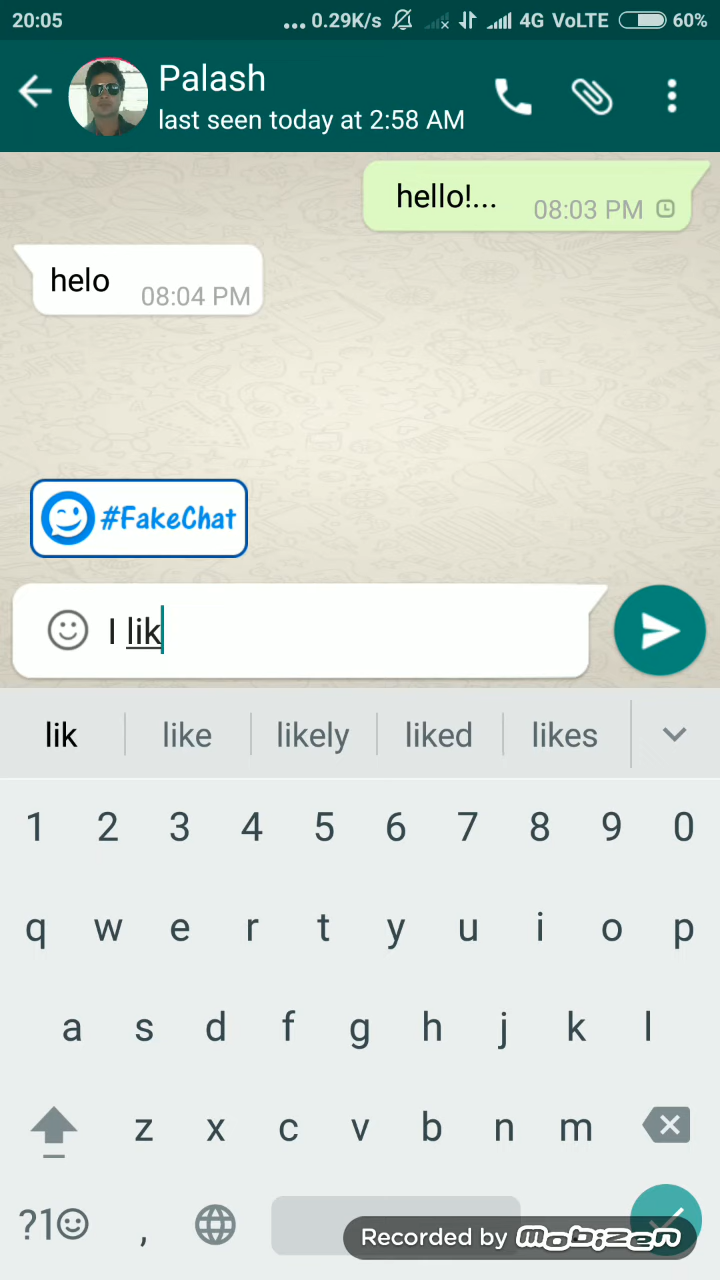 20:05 ... 0.29K/s 4G VoLTE 60%
Palash
last seen today at 2:58 AM
hello!... 08:03 PM
helo 08:04 PM
#FakeChat
I lik
lik like likely liked likes
1 2 3 4 5 6 7 8 9 0
q w e r t y u i o p
a s d f g h j k l
z x c v b n m
?1☺ ,
Recorded by mobizen